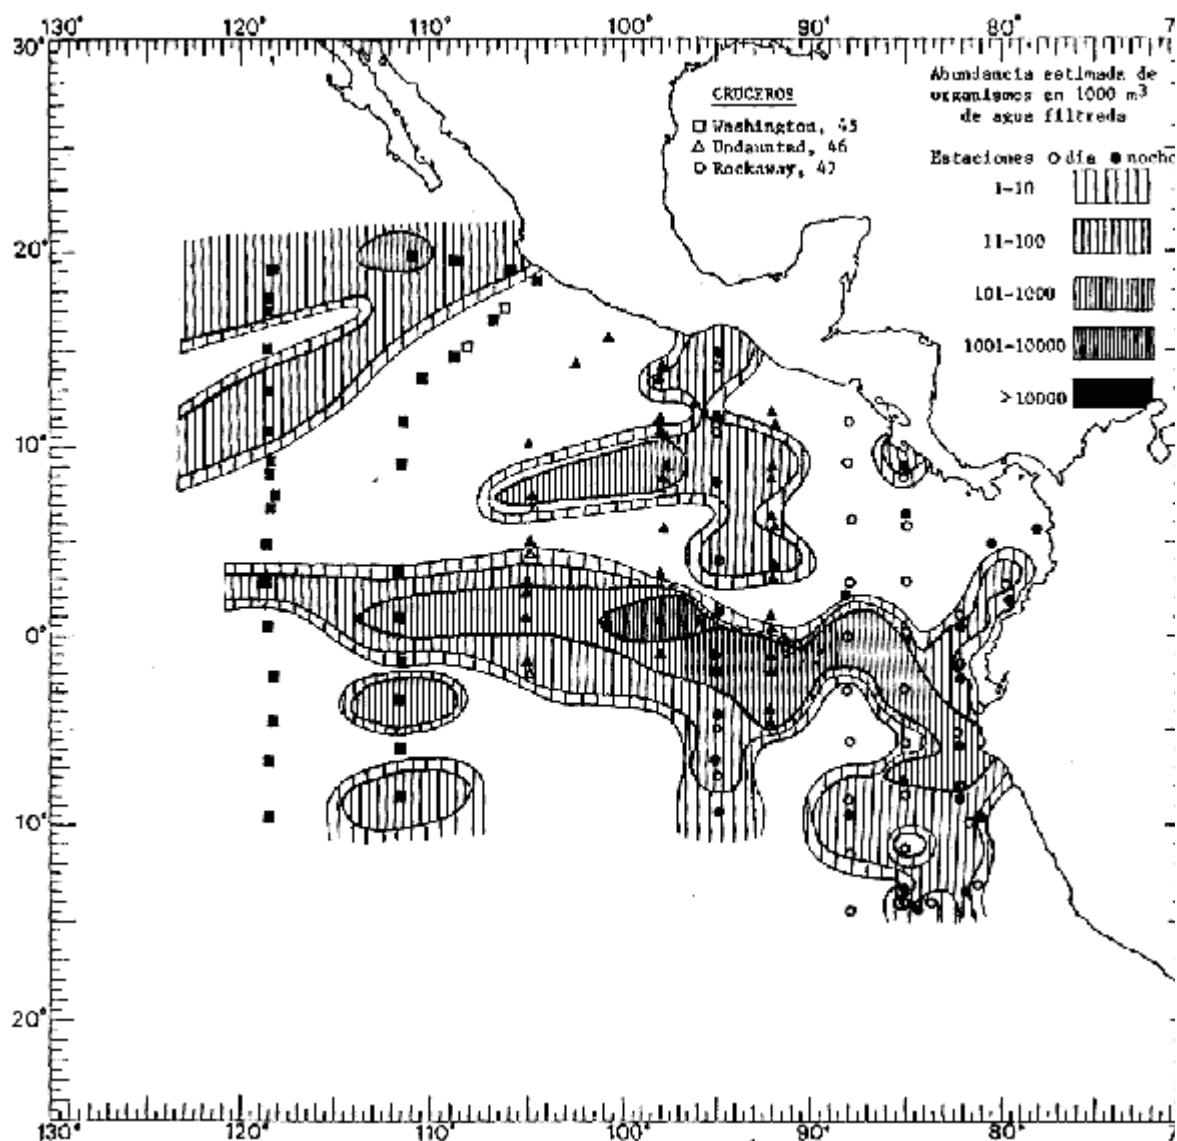 120° 110° 100° 90° 80° 7
130°
30°
20°
10°
0°
10°
20°
CRUCEROS
□ Washington, 45
△ Undaunted, 46
○ Rockaway, 47
Abundancia estimada de
organismos en 1000 m³
de agua filtrada
Estaciones ○ día ● noche
1-10
11-100
101-1000
1001-10000
>10000
130° 120° 110° 100° 90° 80° 7